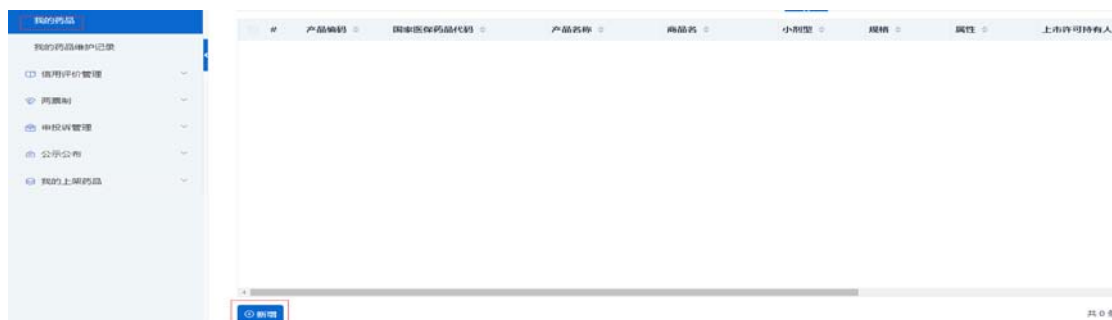 我的药品
# 产品编码 国家医保药品代码 产品名称 商品名 小剂型 规格 属性 上市许可持有人
我的药品维护记录
信用评价管理
两票制
申投诉管理
公示公布
我的上架药品
新增
共 0 条